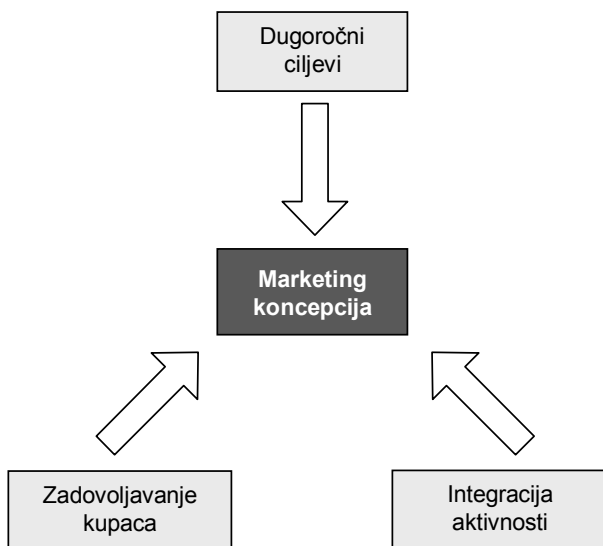 Dugoročni
ciljevi
Marketing
koncepcija
Zadovoljavanje
kupaca
Integracija
aktivnosti